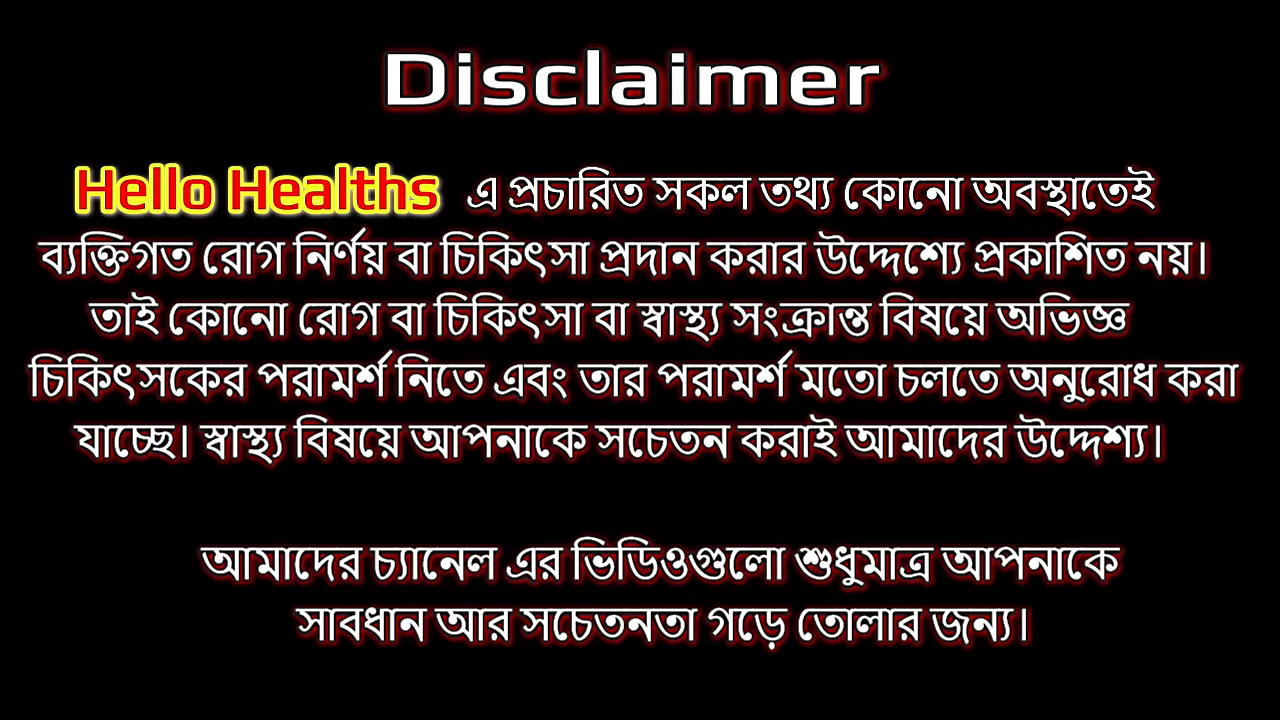 Disclaimer
Hello Healths এ প্রচারিত সকল তথ্য কোনো অবস্থাতেই
ব্যক্তিগত রোগ নির্ণয় বা চিকিৎসা প্রদান করার উদ্দেশ্যে প্রকাশিত নয়।
তাই কোনো রোগ বা চিকিৎসা বা স্বাস্থ্য সংক্রান্ত বিষয়ে অভিজ্ঞ
চিকিৎসকের পরামর্শ নিতে এবং তার পরামর্শ মতো চলতে অনুরোধ করা
যাচ্ছে। স্বাস্থ্য বিষয়ে আপনাকে সচেতন করাই আমাদের উদ্দেশ্য।
আমাদের চ্যানেল এর ভিডিওগুলো শুধুমাত্র আপনাকে
সাবধান আর সচেতনতা গড়ে তোলার জন্য।